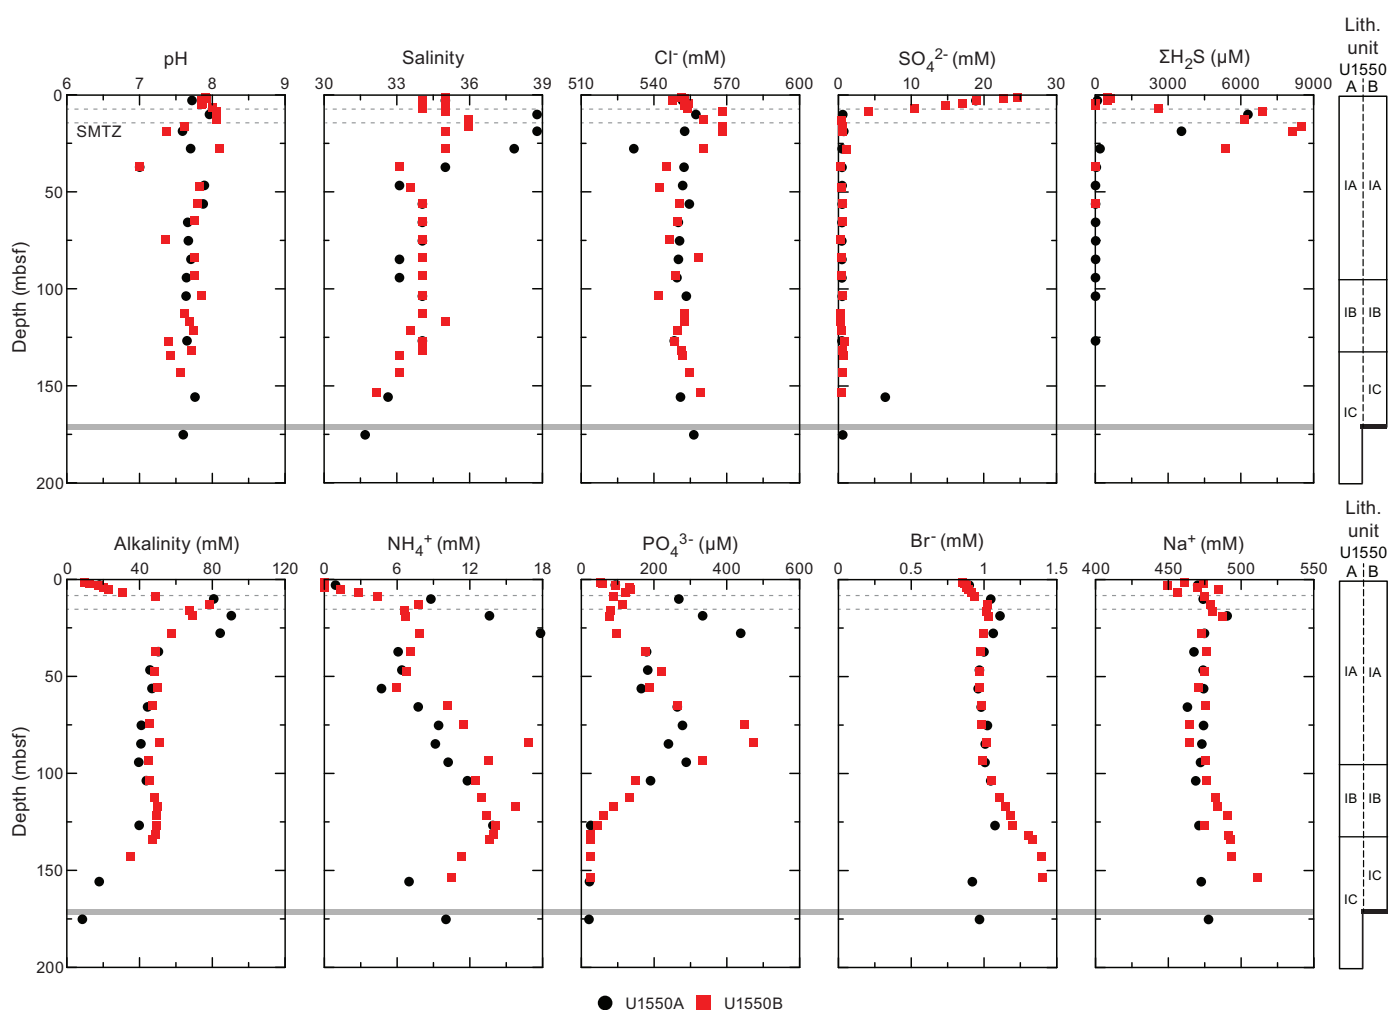 Lith.
unit
U1550
A B
pH
Salinity
Cl⁻ (mM)
SO₄²⁻ (mM)
ΣH₂S (µM)
6 7 8 9
30 33 36 39
510 540 570 600
0 10 20 30
0 3000 6000 9000
0
50
100
150
200
Depth (mbsf)
SMTZ
IA IA
IB IB
IC IC
Lith.
unit
U1550
A B
Alkalinity (mM)
NH₄⁺ (mM)
PO₄³⁻ (µM)
Br⁻ (mM)
Na⁺ (mM)
0 40 80 120
0 6 12 18
0 200 400 600
0 0.5 1 1.5
400 450 500 550
0
50
100
150
200
Depth (mbsf)
IA IA
IB IB
IC IC
U1550A U1550B